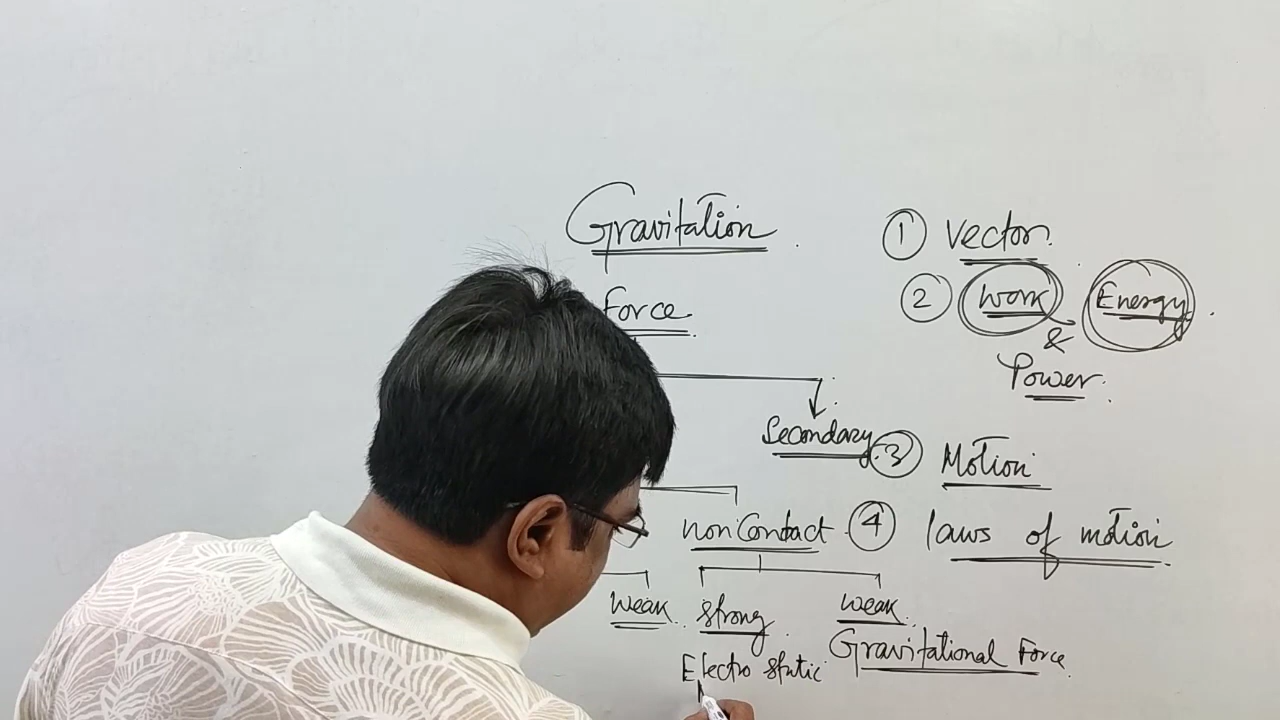 Gravitation
Force
Secondary
non Contact
Weak
Strong
Weak
Electro Static
Gravitational Force
① Vector
② Work & Energy
Power
③ Motion
④ laws of motion